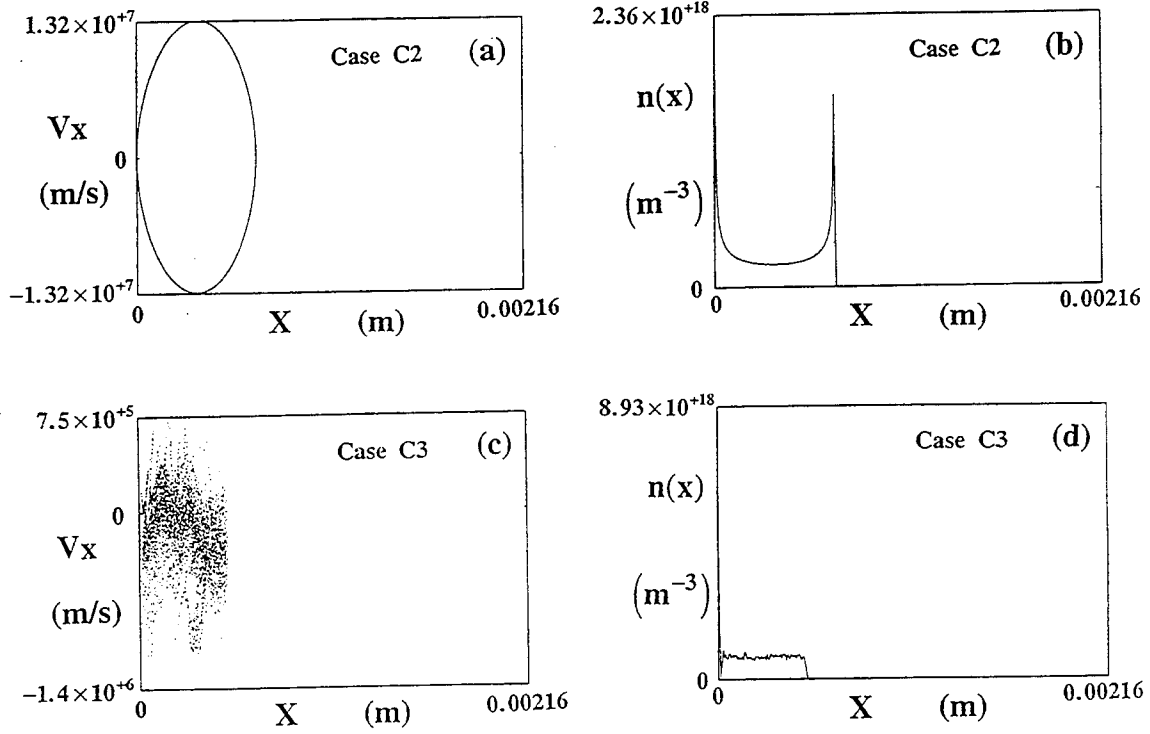 1.32×10⁺⁷
Case C2
(a)
Vx
0
(m/s)
−1.32×10⁺⁷
0
X (m)
0.00216
2.36×10⁺¹⁸
Case C2
(b)
n(x)
(m⁻³)
0
0
X (m)
0.00216
7.5×10⁺⁵
Case C3
(c)
0
Vx
(m/s)
−1.4×10⁺⁶
0
X (m)
0.00216
8.93×10⁺¹⁸
Case C3
(d)
n(x)
(m⁻³)
0
0
X (m)
0.00216